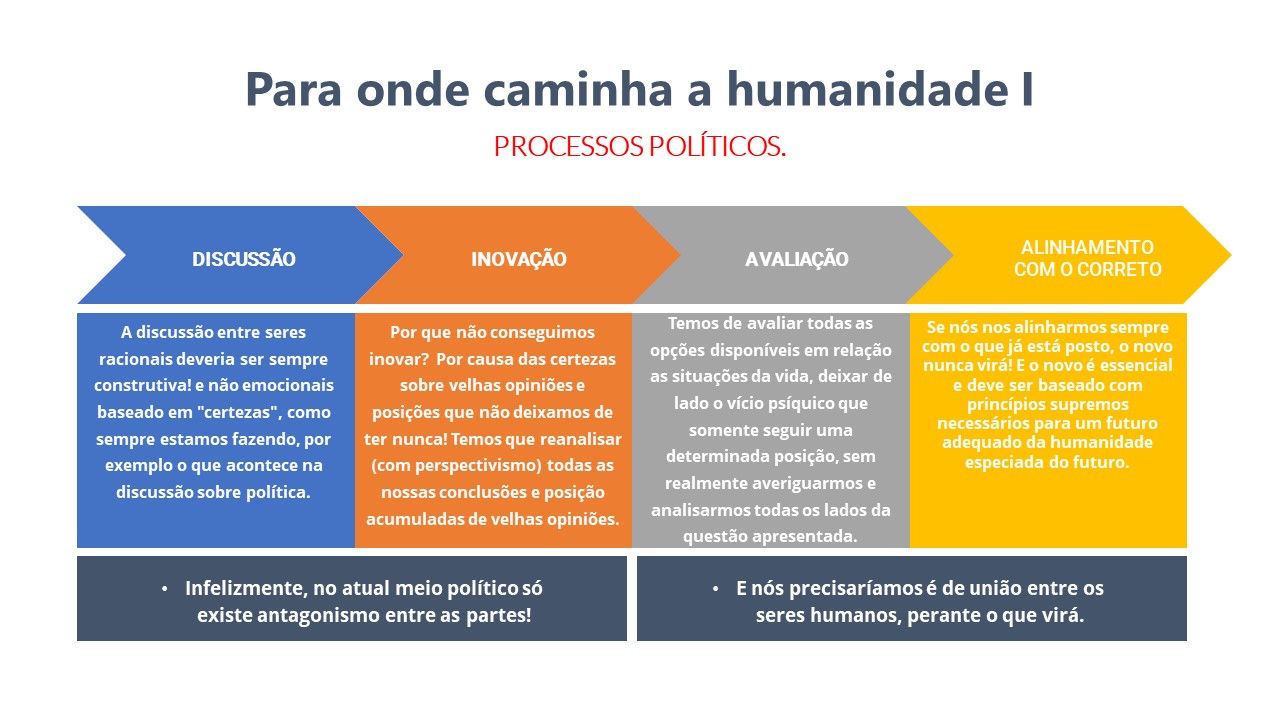 Para onde caminha a humanidade I
PROCESSOS POLÍTICOS.
DISCUSSÃO
INOVAÇÃO
AVALIAÇÃO
ALINHAMENTO
COM O CORRETO
A discussão entre seres
racionais deveria ser sempre
construtiva! e não emocionais
baseado em "certezas", como
sempre estamos fazendo, por
exemplo o que acontece na
discussão sobre política.
Por que não conseguimos
inovar? Por causa das certezas
sobre velhas opiniões e
posições que não deixamos de
ter nunca! Temos que reanalisar
(com perspectivismo) todas as
nossas conclusões e posição
acumuladas de velhas opiniões.
Temos de avaliar todas as
opções disponíveis em relação
as situações da vida, deixar de
lado o vício psíquico que
somente seguir uma
determinada posição, sem
realmente averiguarmos e
analisarmos todas os lados da
questão apresentada.
Se nós nos alinharmos sempre
com o que já está posto, o novo
nunca virá! E o novo é essencial
e deve ser baseado com
princípios supremos
necessários para um futuro
adequado da humanidade
especiada do futuro.
• Infelizmente, no atual meio político só
existe antagonismo entre as partes!
• E nós precisaríamos é de união entre os
seres humanos, perante o que virá.